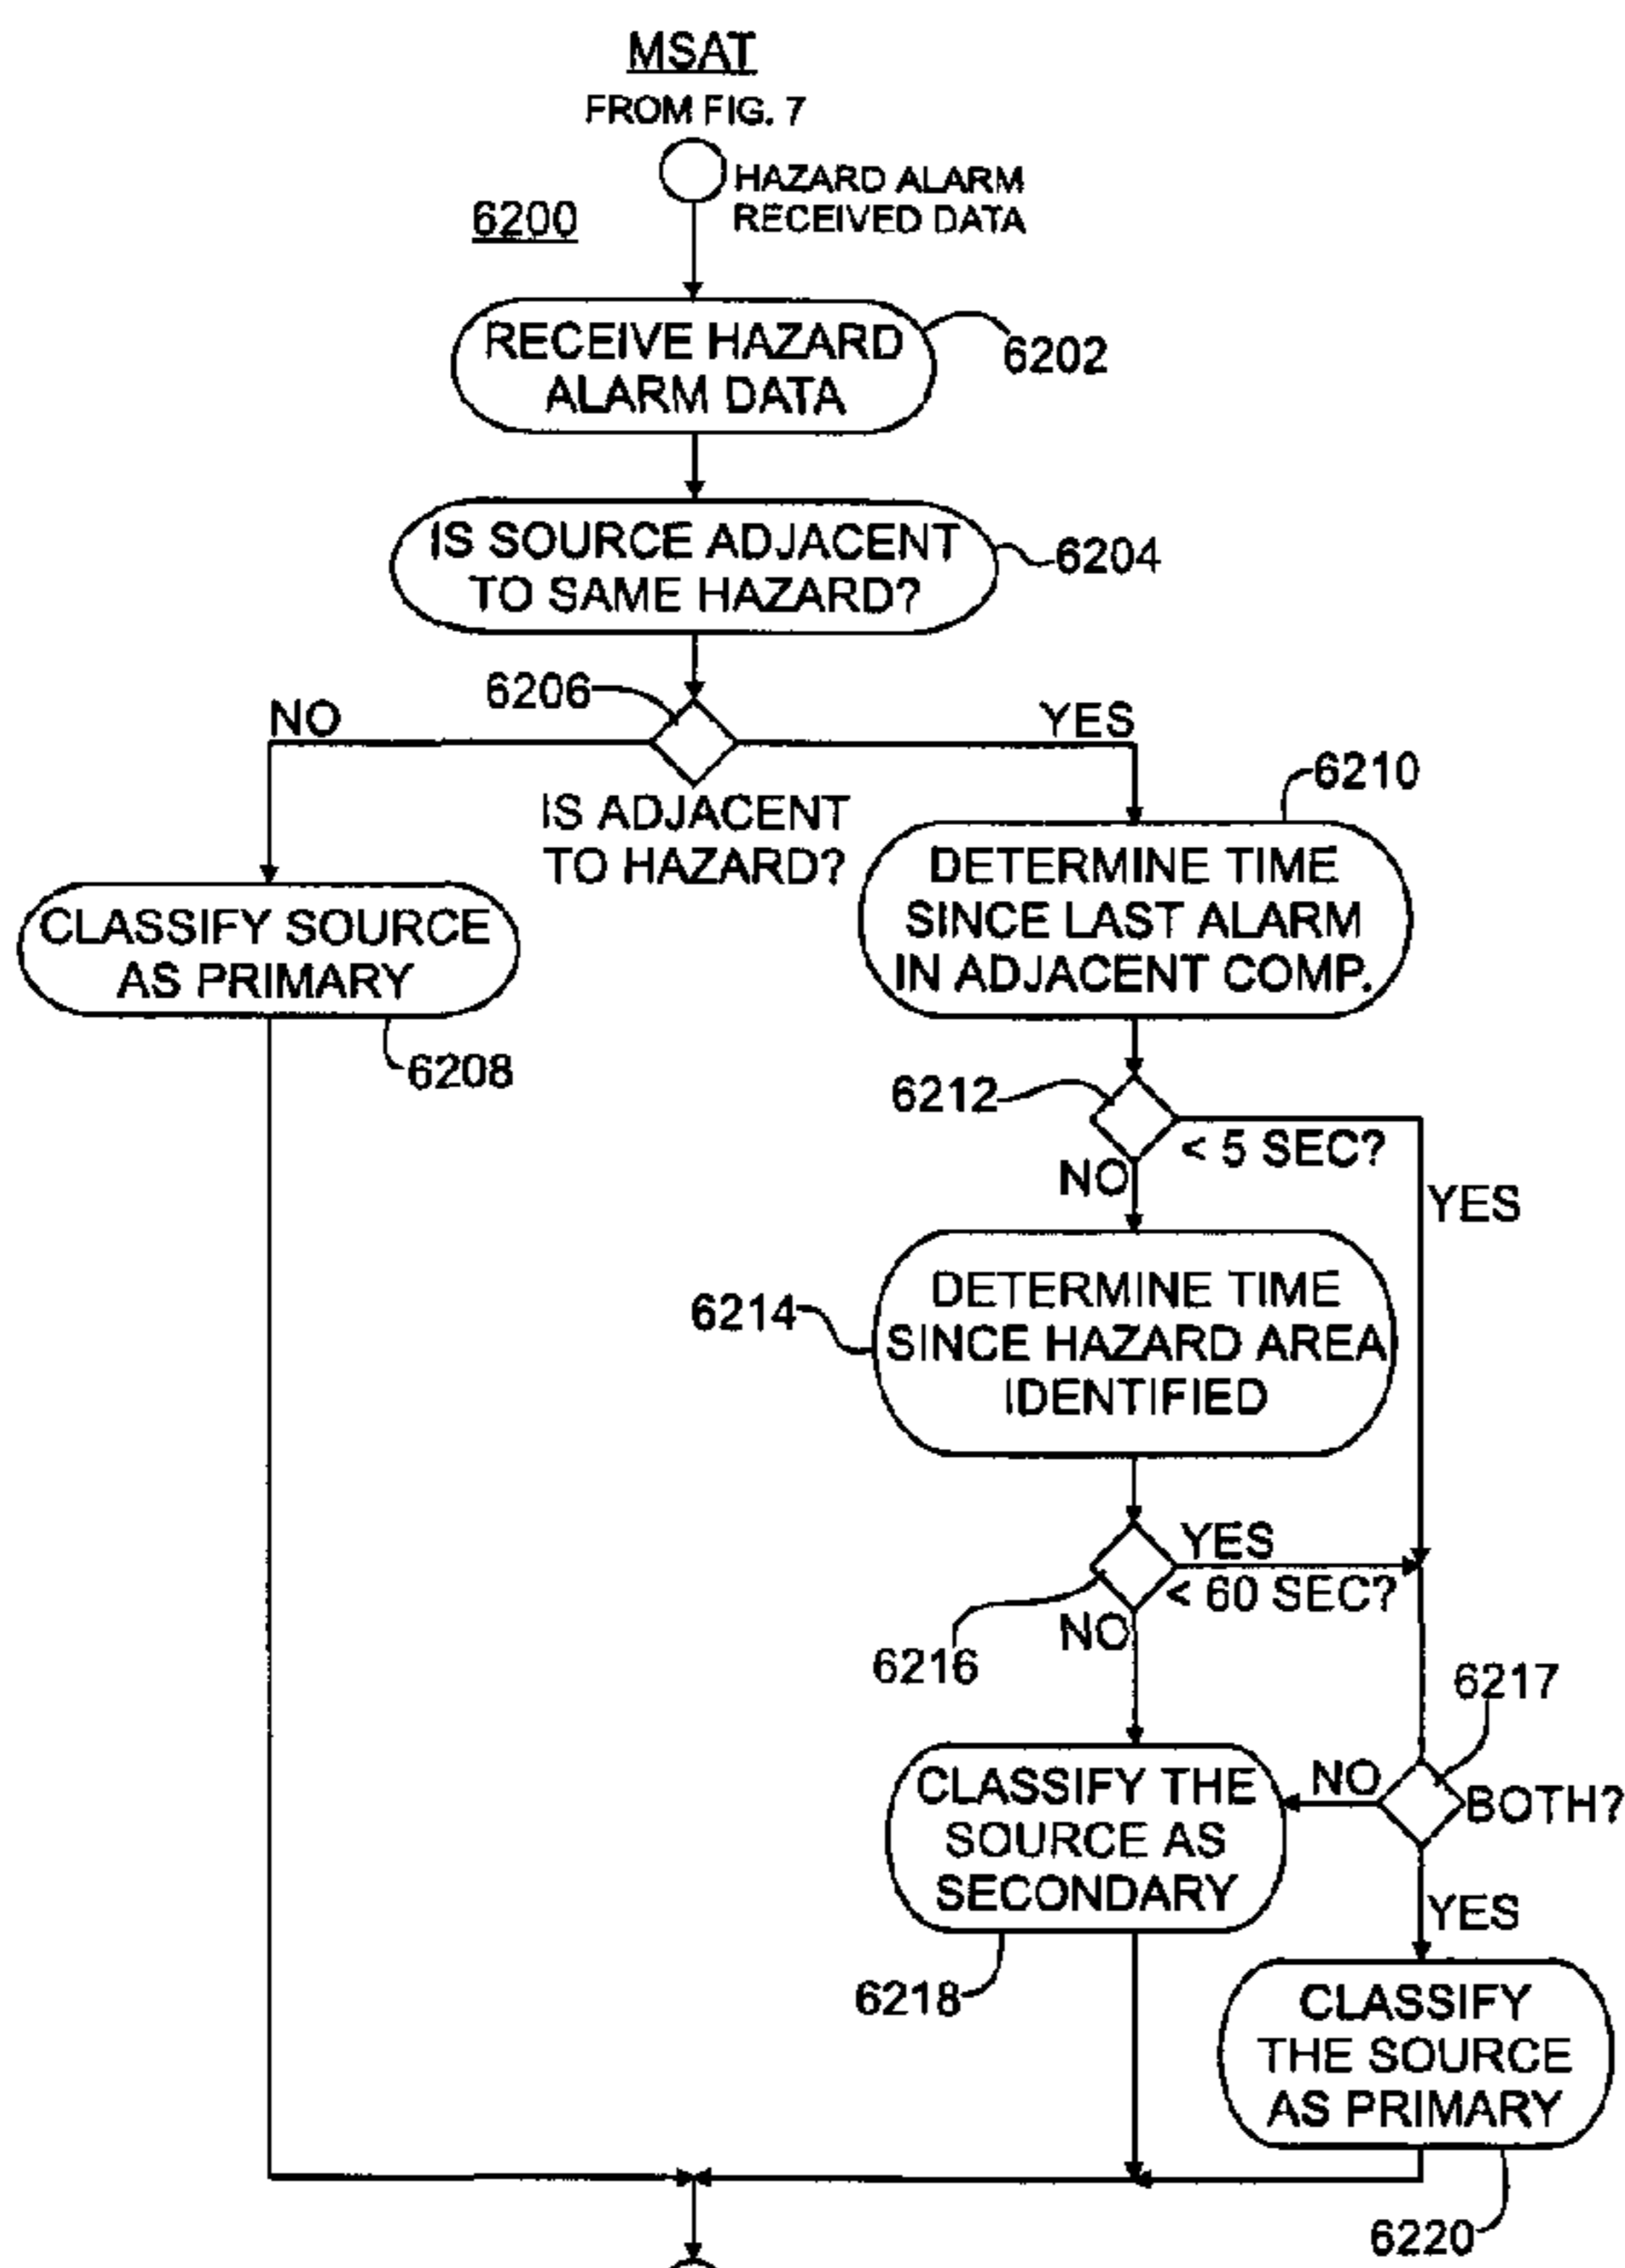 MSAT
FROM FIG. 7
HAZARD ALARM
RECEIVED DATA
6200
RECEIVE HAZARD
ALARM DATA
6202
IS SOURCE ADJACENT
TO SAME HAZARD?
6204
6206
NO
YES
IS ADJACENT
TO HAZARD?
6210
DETERMINE TIME
SINCE LAST ALARM
IN ADJACENT COMP.
CLASSIFY SOURCE
AS PRIMARY
6208
6212
< 5 SEC?
NO
YES
DETERMINE TIME
SINCE HAZARD AREA
IDENTIFIED
6214
YES
< 60 SEC?
NO
6216
6217
NO
BOTH?
CLASSIFY THE
SOURCE AS
SECONDARY
YES
6218
CLASSIFY
THE SOURCE
AS PRIMARY
6220